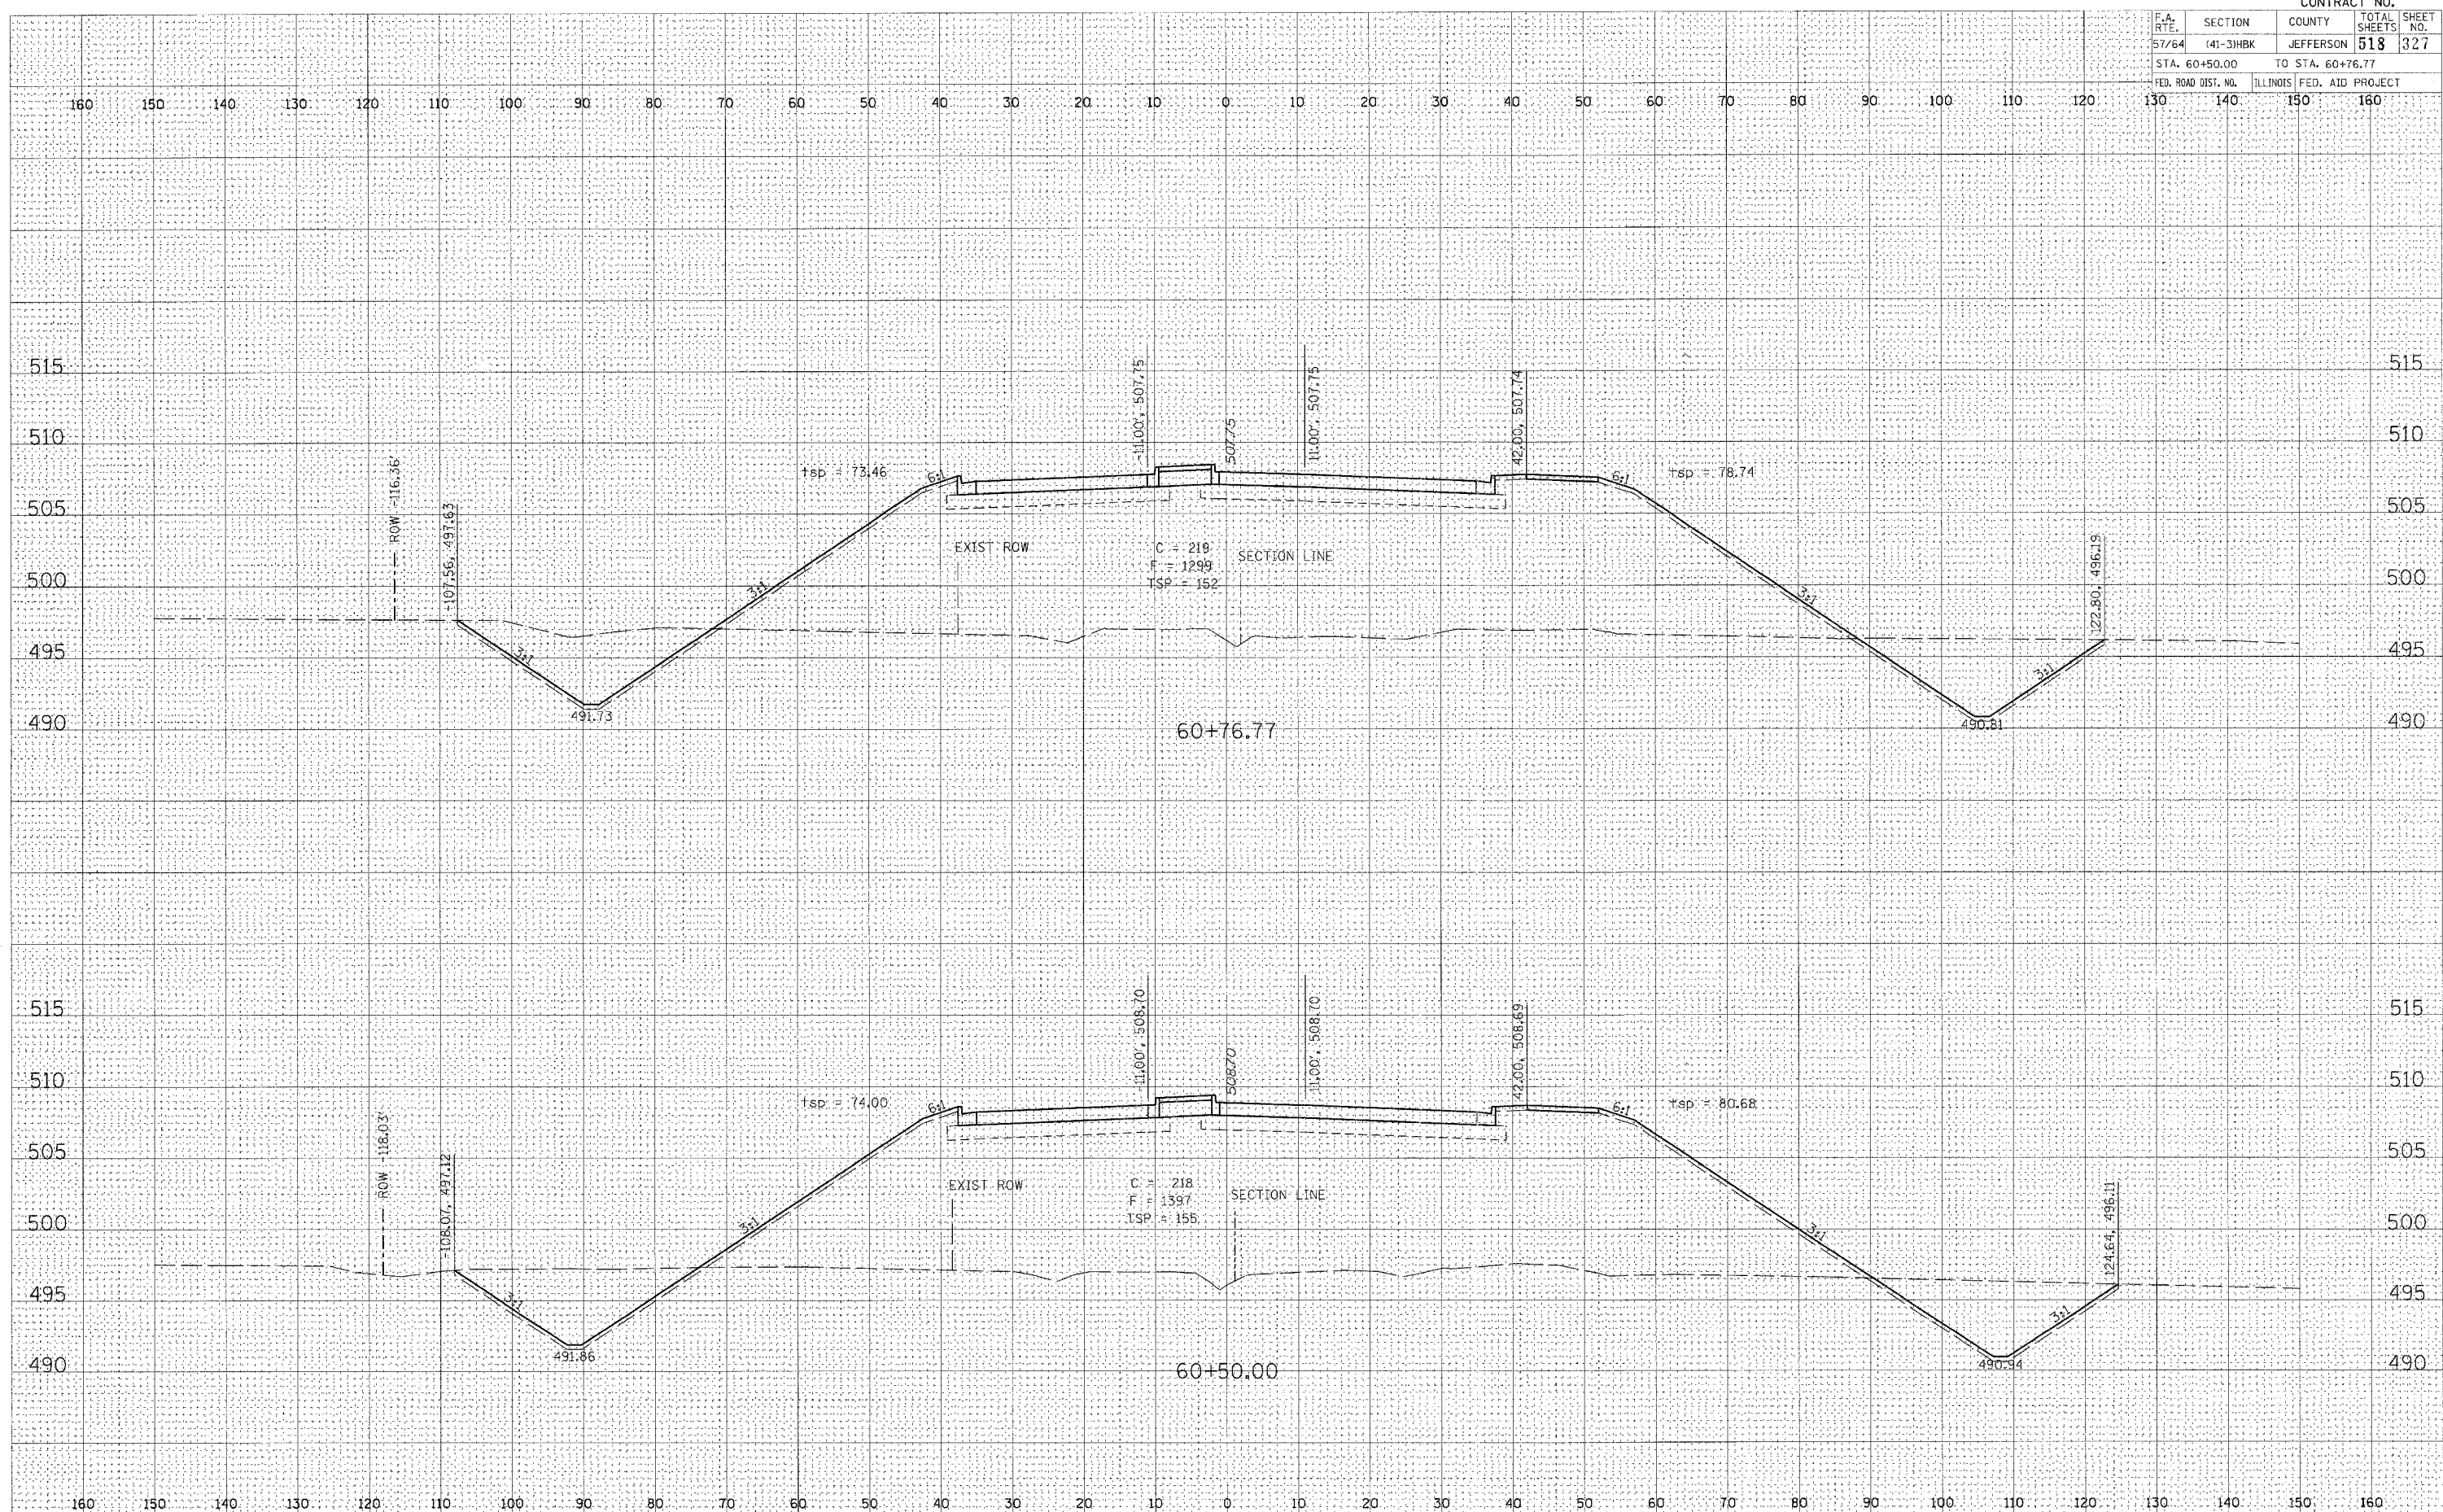 CONTRACT NO.
F.A. RTE. SECTION COUNTY TOTAL SHEETS SHEET NO.
57/64 (41-3)HBK JEFFERSON 518 327
STA. 60+50.00 TO STA. 60+76.77
FED. ROAD DIST. NO. ILLINOIS FED. AID PROJECT
160 150 140 130 120 110 100 90 80 70 60 50 40 30 20 10 0 10 20 30 40 50 60 70 80 90 100 110 120 130 140 150 160
515 515
510 510
505 505
500 500
495 495
490 490
ROW -116.36'
-107.56, 497.63
tsp = 73.46
6:1
-11.00', 507.75
507.75
11.00', 507.75
42.00, 507.74
6:1
tsp = 78.74
122.80, 496.19
EXIST ROW
C = 219
F = 1299
TSP = 152
SECTION LINE
3:1
3:1
3:1
3:1
491.73
490.81
60+76.77
515 515
510 510
505 505
500 500
495 495
490 490
ROW -118.03'
-108.07, 497.12
tsp = 74.00
6:1
-11.00', 508.70
508.70
11.00', 508.70
42.00, 508.69
6:1
tsp = 80.68
124.64, 496.11
EXIST ROW
C = 218
F = 1397
TSP = 155
SECTION LINE
3:1
3:1
3:1
3:1
491.86
490.94
60+50.00
160 150 140 130 120 110 100 90 80 70 60 50 40 30 20 10 0 10 20 30 40 50 60 70 80 90 100 110 120 130 140 150 160